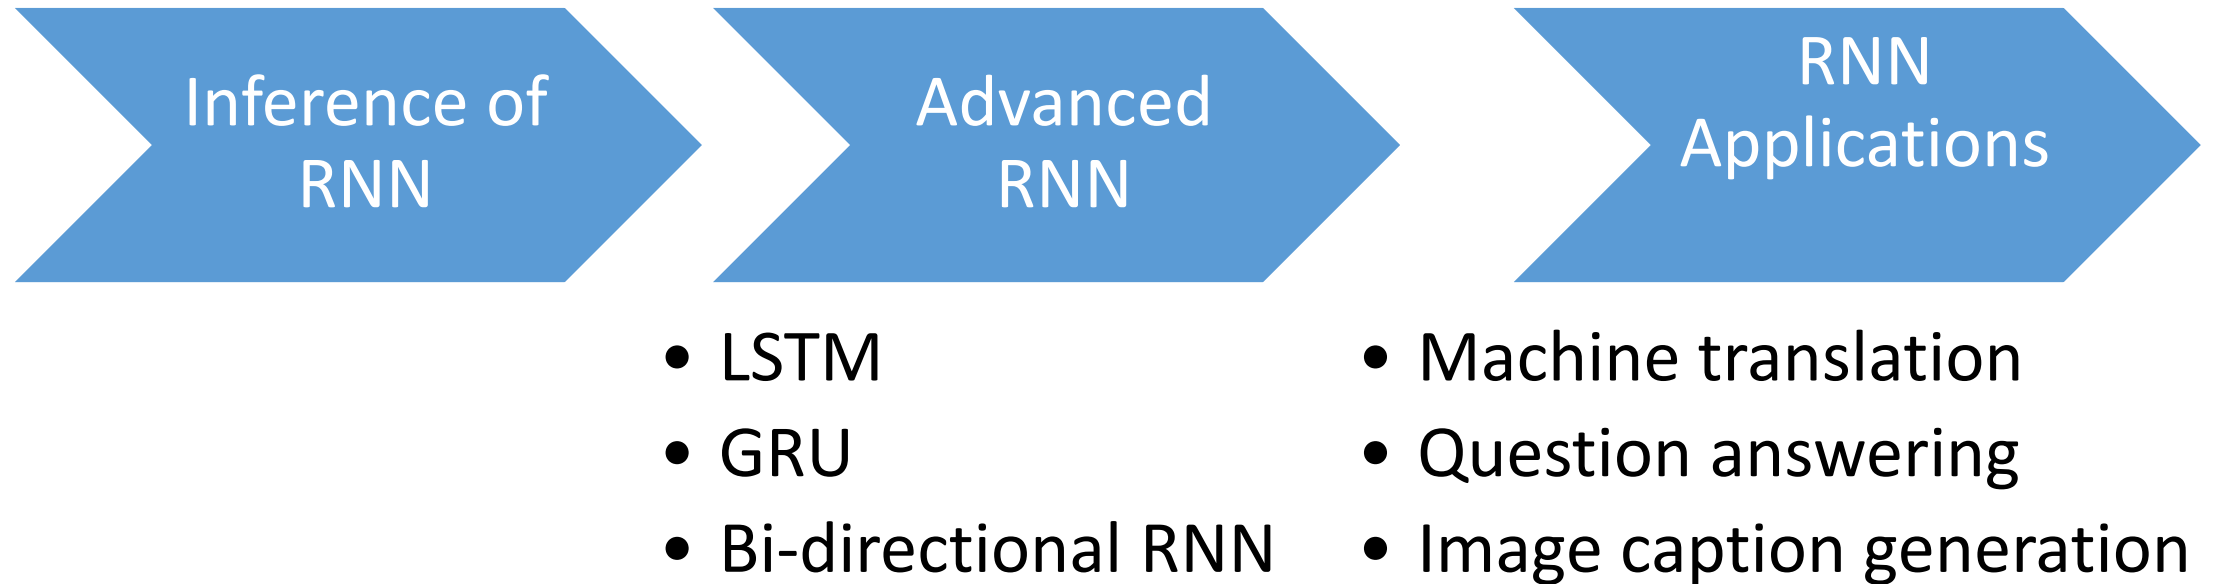 Inference of
RNN
Advanced
RNN
RNN
Applications
• LSTM
• GRU
• Bi-directional RNN
• Machine translation
• Question answering
• Image caption generation